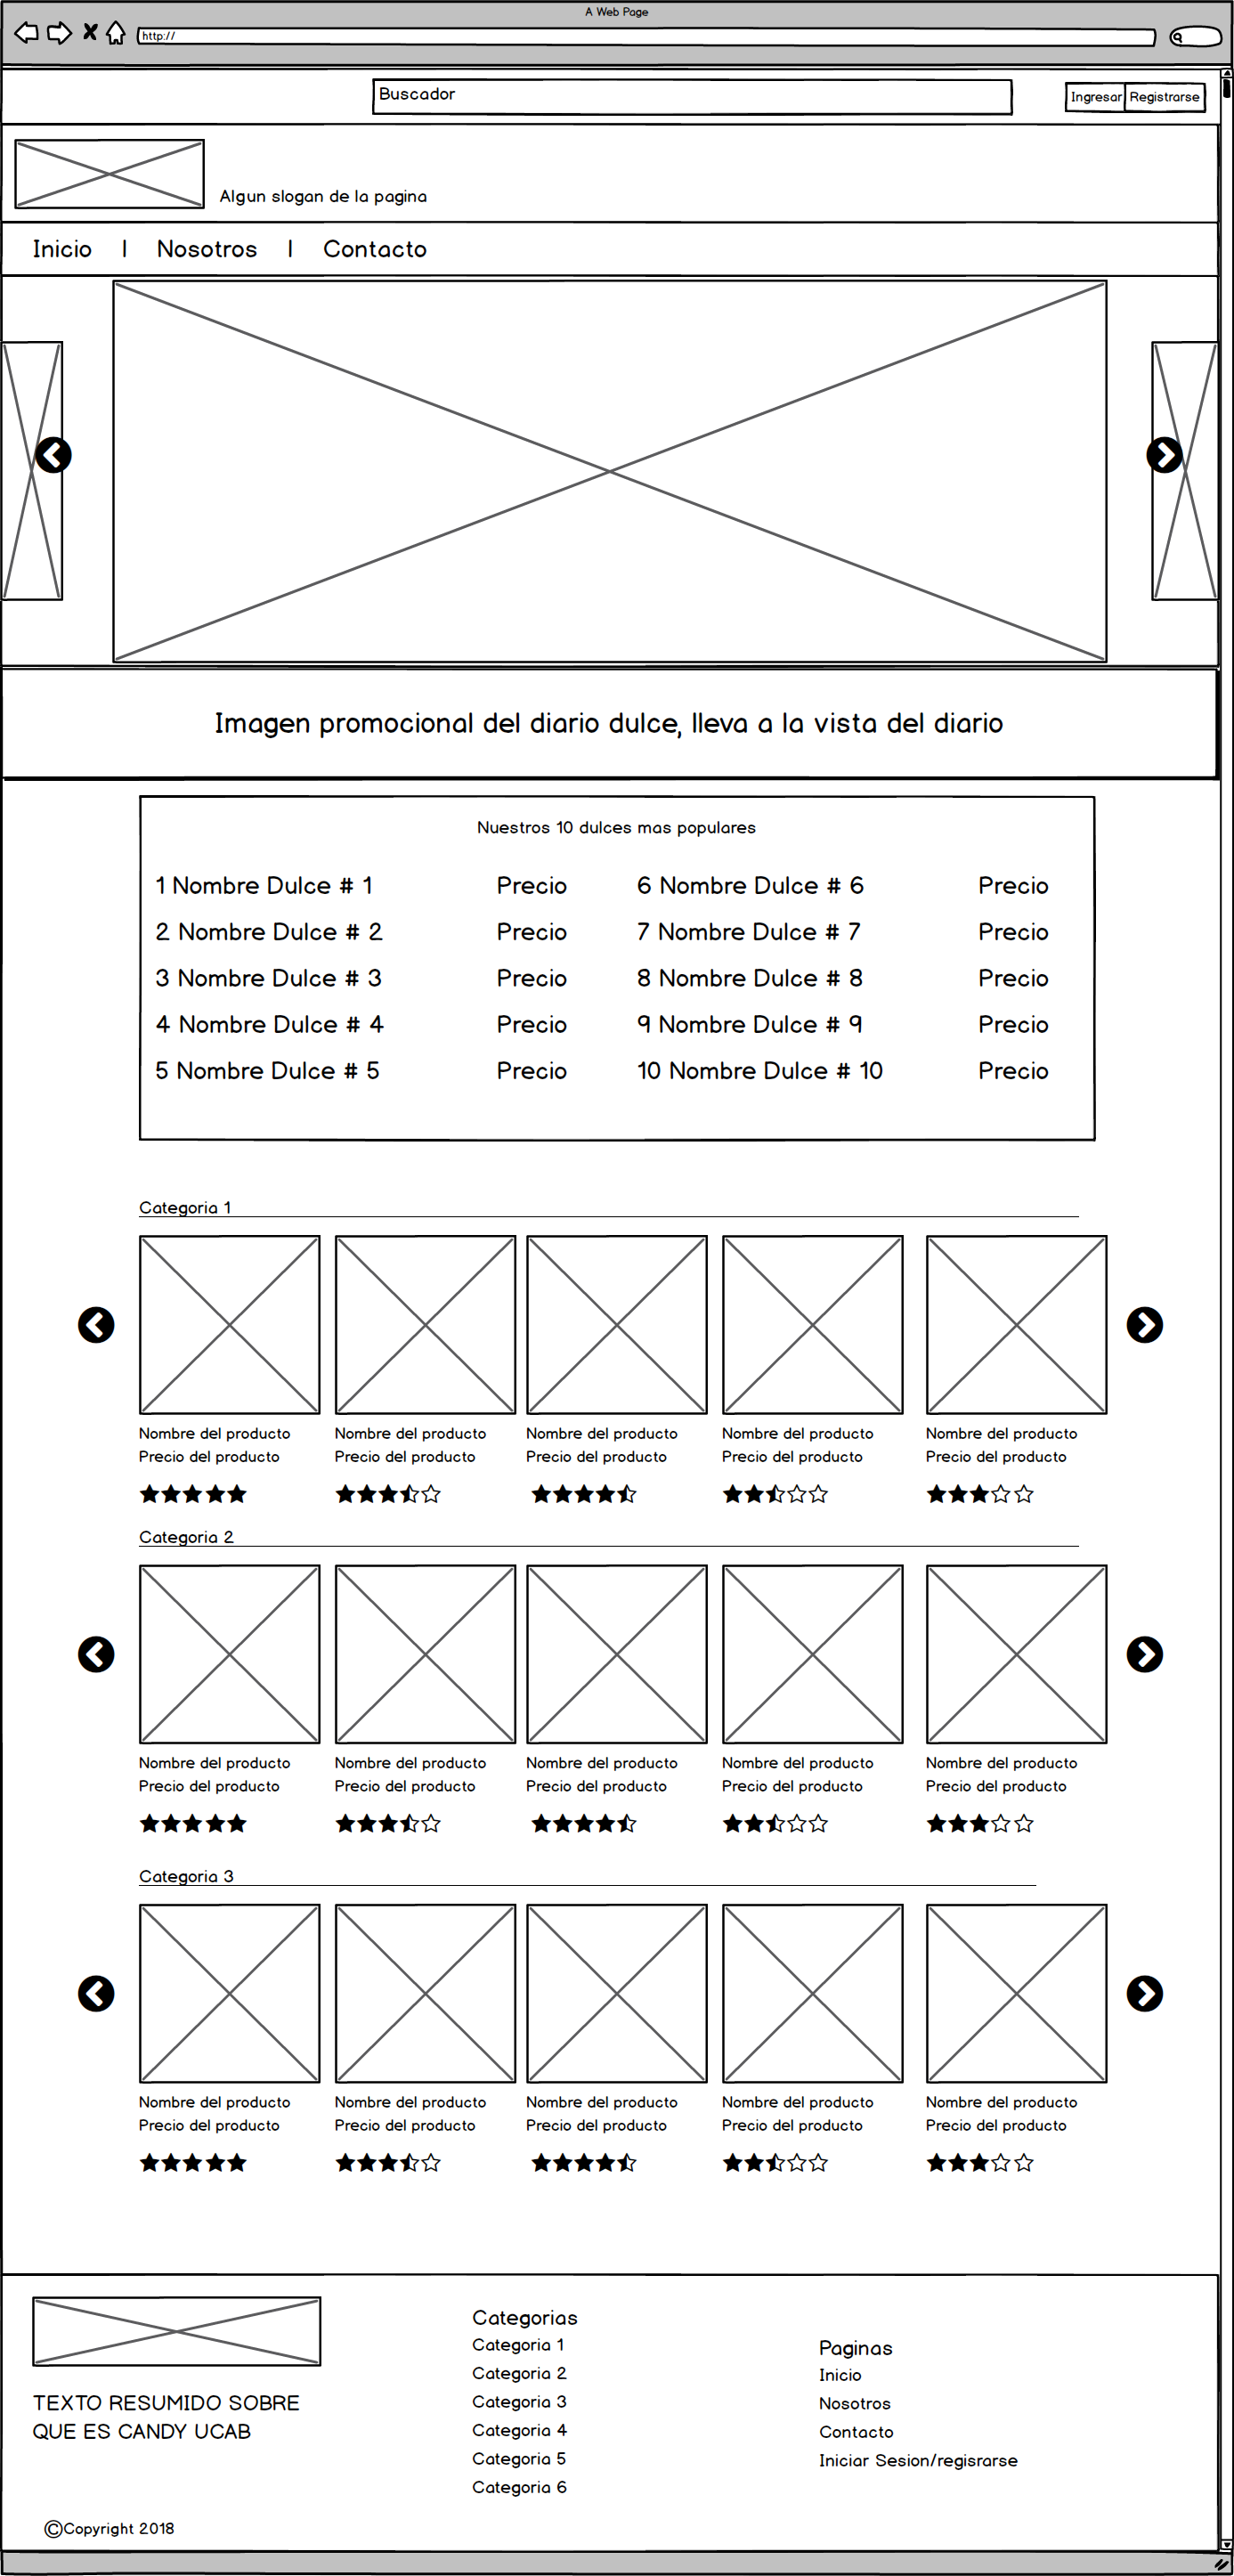 A Web Page
http://
Buscador
Ingresar Registrarse
Algun slogan de la pagina
Inicio | Nosotros | Contacto
Imagen promocional del diario dulce, lleva a la vista del diario
Nuestros 10 dulces mas populares
1 Nombre Dulce # 1 Precio 6 Nombre Dulce # 6 Precio
2 Nombre Dulce # 2 Precio 7 Nombre Dulce # 7 Precio
3 Nombre Dulce # 3 Precio 8 Nombre Dulce # 8 Precio
4 Nombre Dulce # 4 Precio 9 Nombre Dulce # 9 Precio
5 Nombre Dulce # 5 Precio 10 Nombre Dulce # 10 Precio
Categoria 1
Nombre del producto Nombre del producto Nombre del producto Nombre del producto Nombre del producto
Precio del producto Precio del producto Precio del producto Precio del producto Precio del producto
Categoria 2
Nombre del producto Nombre del producto Nombre del producto Nombre del producto Nombre del producto
Precio del producto Precio del producto Precio del producto Precio del producto Precio del producto
Categoria 3
Nombre del producto Nombre del producto Nombre del producto Nombre del producto Nombre del producto
Precio del producto Precio del producto Precio del producto Precio del producto Precio del producto
TEXTO RESUMIDO SOBRE
QUE ES CANDY UCAB
Categorias
Categoria 1
Categoria 2
Categoria 3
Categoria 4
Categoria 5
Categoria 6
Paginas
Inicio
Nosotros
Contacto
Iniciar Sesion/regisrarse
©Copyright 2018